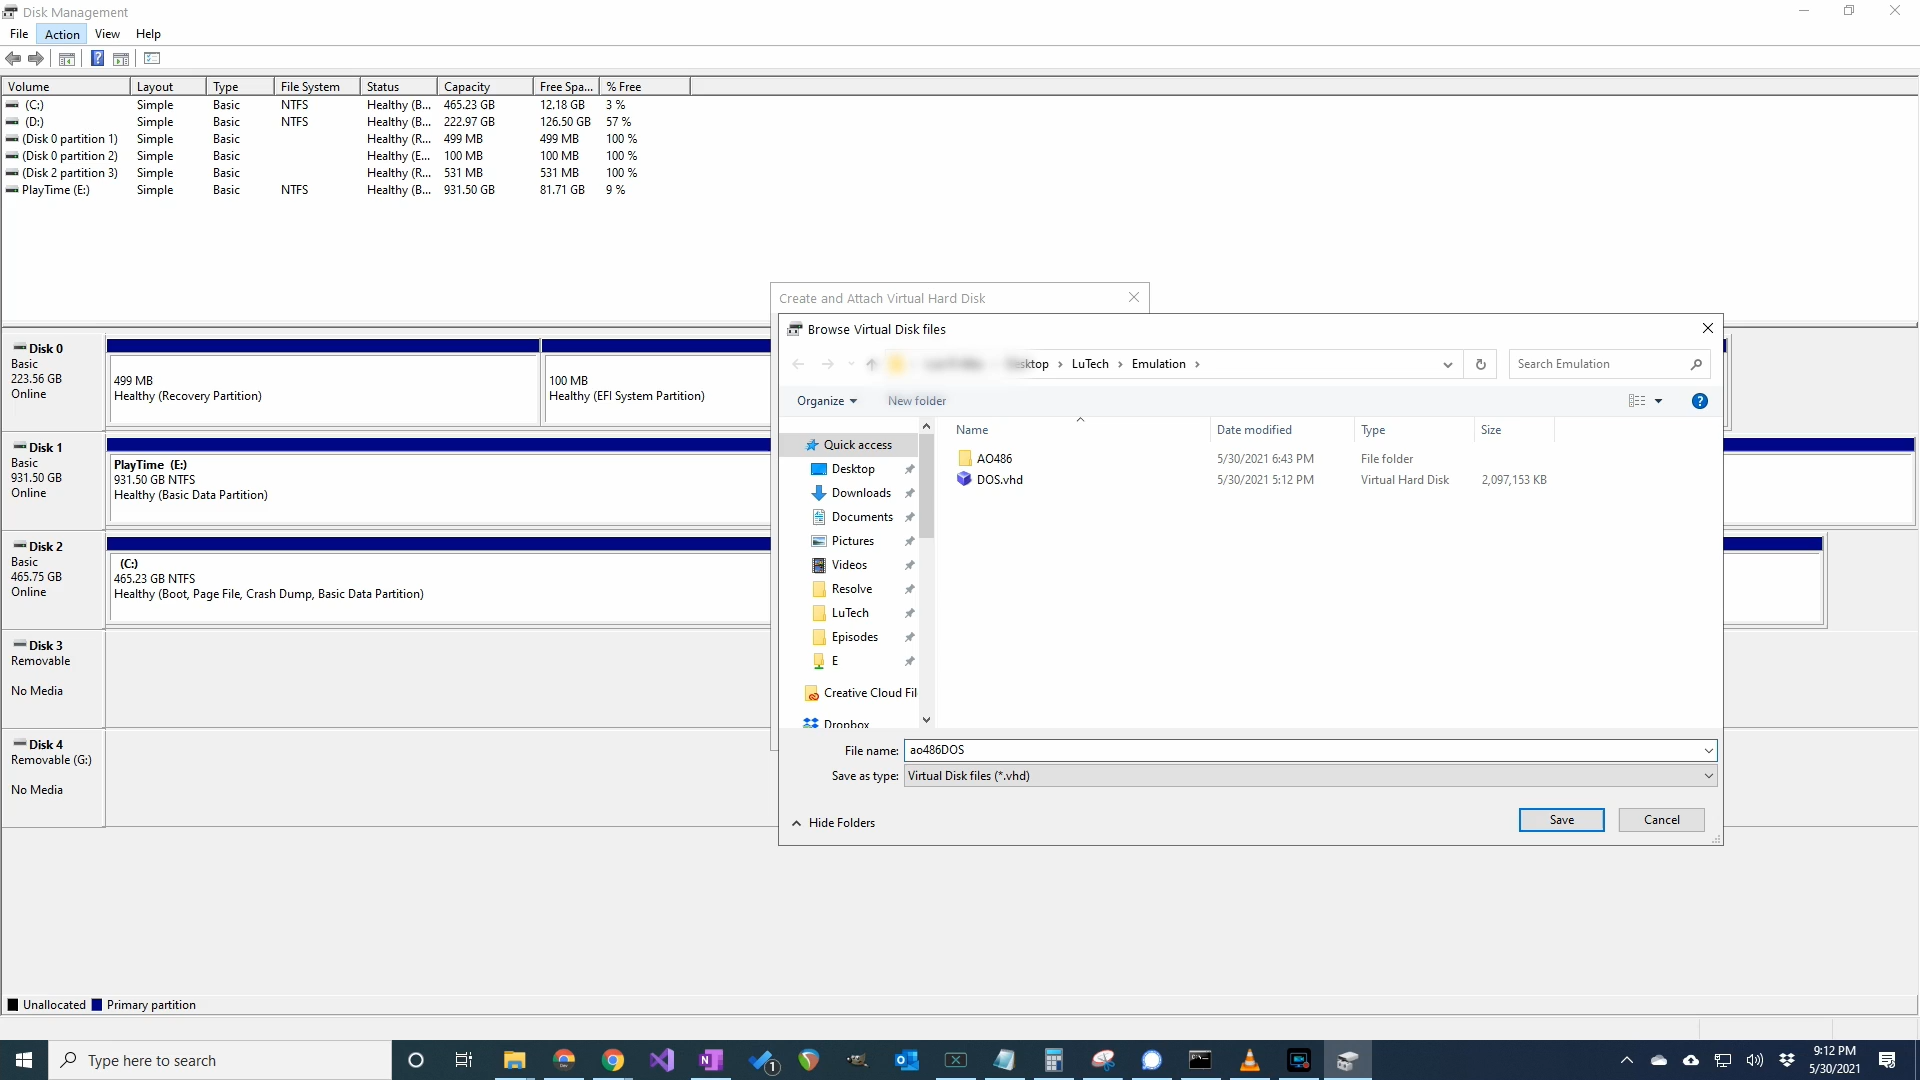 Disk Management
File Action View Help
Volume Layout Type File System Status Capacity Free Spa... % Free
(C:) Simple Basic NTFS Healthy (B... 465.23 GB 12.18 GB 3 %
(D:) Simple Basic NTFS Healthy (B... 222.97 GB 126.50 GB 57 %
(Disk 0 partition 1) Simple Basic Healthy (R... 499 MB 499 MB 100 %
(Disk 0 partition 2) Simple Basic Healthy (E... 100 MB 100 MB 100 %
(Disk 2 partition 3) Simple Basic Healthy (R... 531 MB 531 MB 100 %
PlayTime (E:) Simple Basic NTFS Healthy (B... 931.50 GB 81.71 GB 9 %
Disk 0
Basic
223.56 GB
Online
499 MB
Healthy (Recovery Partition)
100 MB
Healthy (EFI System Partition)
Disk 1
Basic
931.50 GB
Online
PlayTime (E:)
931.50 GB NTFS
Healthy (Basic Data Partition)
Disk 2
Basic
465.75 GB
Online
(C:)
465.23 GB NTFS
Healthy (Boot, Page File, Crash Dump, Basic Data Partition)
Disk 3
Removable
No Media
Disk 4
Removable (G:)
No Media
Create and Attach Virtual Hard Disk
Browse Virtual Disk files
LuTech Emulation
Search Emulation
Organize New folder
Quick access
Desktop
Downloads
Documents
Pictures
Videos
Resolve
LuTech
Episodes
E
Creative Cloud Fil
Dropbox
Name Date modified Type Size
AO486 5/30/2021 6:43 PM File folder
DOS.vhd 5/30/2021 5:12 PM Virtual Hard Disk 2,097,153 KB
File name: ao486DOS
Save as type: Virtual Disk files (*.vhd)
Hide Folders
Save Cancel
Unallocated Primary partition
Type here to search
9:12 PM
5/30/2021